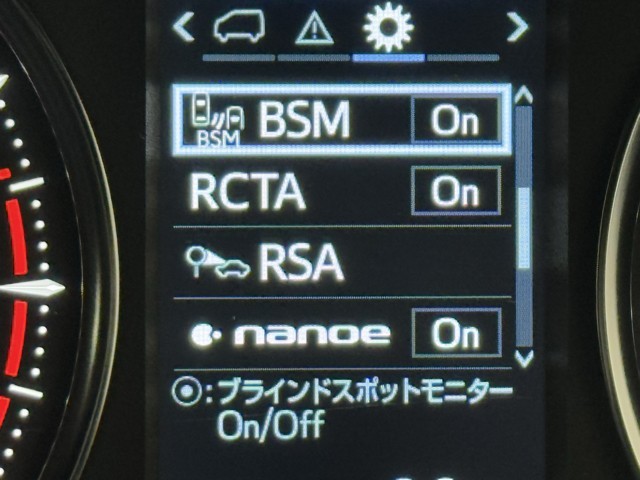 BSM BSM On
RCTA On
RSA
nanoe On
◉:ブラインドスポットモニター
On/Off